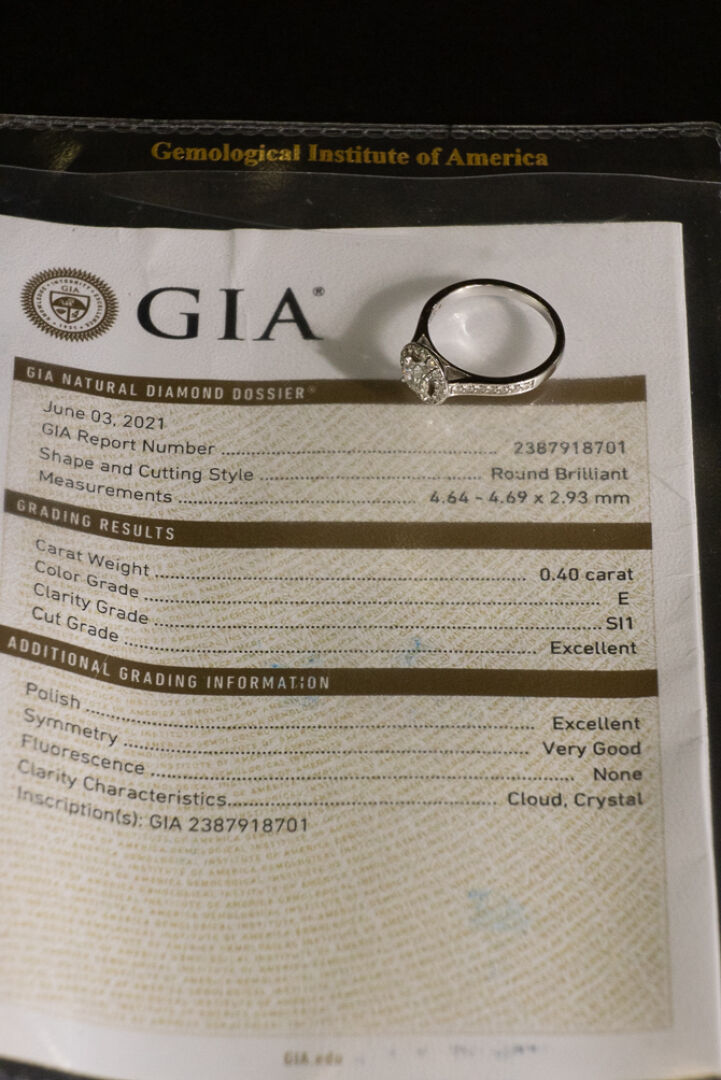 Gemological Institute of America
GIA
GIA®
GIA NATURAL DIAMOND DOSSIER®
June 03, 2021
GIA Report Number 2387918701
Shape and Cutting Style Round Brilliant
Measurements 4.64 - 4.69 x 2.93 mm
GRADING RESULTS
Carat Weight 0.40 carat
Color Grade E
Clarity Grade SI1
Cut Grade Excellent
ADDITIONAL GRADING INFORMATION
Polish Excellent
Symmetry Very Good
Fluorescence None
Clarity Characteristics Cloud, Crystal
Inscription(s): GIA 2387918701
GIA.edu